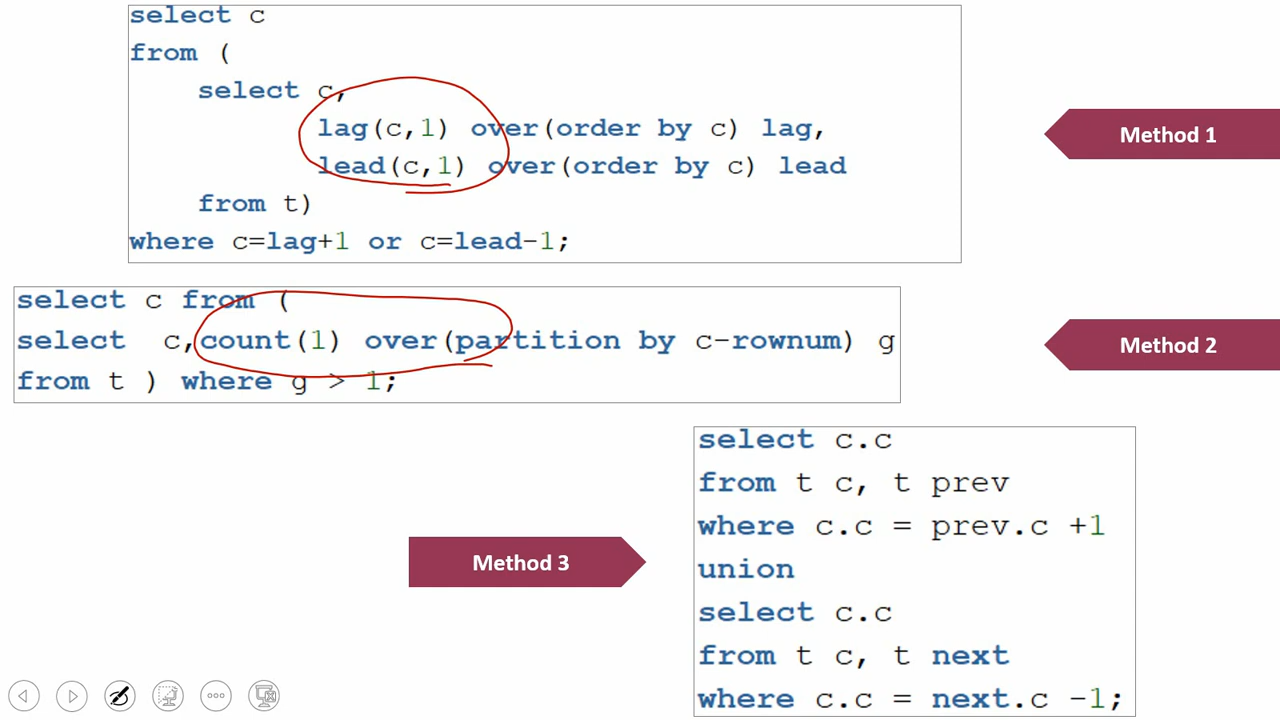 select c
from (
select c,
lag(c,1) over(order by c) lag,
lead(c,1) over(order by c) lead
from t)
where c=lag+1 or c=lead-1;
Method 1
select c from (
select c,count(1) over(partition by c-rownum) g
from t ) where g > 1;
Method 2
Method 3
select c.c
from t c, t prev
where c.c = prev.c +1
union
select c.c
from t c, t next
where c.c = next.c -1;